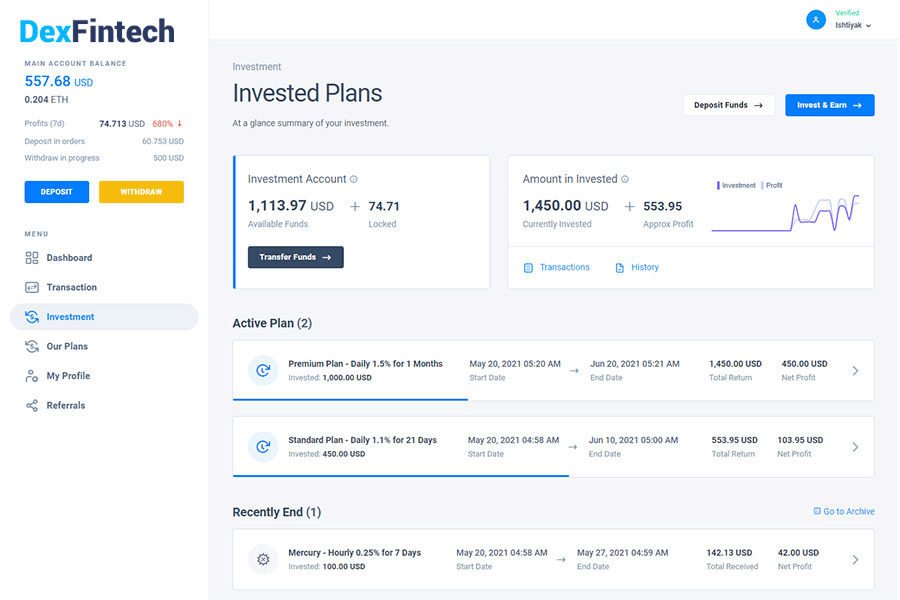 DexFintech
MAIN ACCOUNT BALANCE
557.68 USD
0.204 ETH
Profits (7d) 74.713 USD 680% ↓
Deposit in orders 60.753 USD
Withdraw in progress 500 USD
DEPOSIT WITHDRAW
MENU
Dashboard
Transaction
Investment
Our Plans
My Profile
Referrals
Verified
Ishtiyak
Investment
Invested Plans
At a glance summary of your investment.
Deposit Funds →
Invest & Earn →
Investment Account
1,113.97 USD + 74.71
Available Funds Locked
Transfer Funds →
Amount in Invested
1,450.00 USD + 553.95
Currently Invested Approx Profit
Investment Profit
Transactions History
Active Plan (2)
Premium Plan - Daily 1.5% for 1 Months
Invested: 1,000.00 USD
May 20, 2021 05:20 AM → Jun 20, 2021 05:21 AM
Start Date End Date
1,450.00 USD 450.00 USD
Total Return Net Profit
Standard Plan - Daily 1.1% for 21 Days
Invested: 450.00 USD
May 20, 2021 04:58 AM → Jun 10, 2021 05:00 AM
Start Date End Date
553.95 USD 103.95 USD
Total Return Net Profit
Recently End (1)
Go to Archive
Mercury - Hourly 0.25% for 7 Days
Invested: 100.00 USD
May 20, 2021 04:58 AM → May 27, 2021 04:59 AM
Start Date End Date
142.13 USD 42.00 USD
Total Received Net Profit